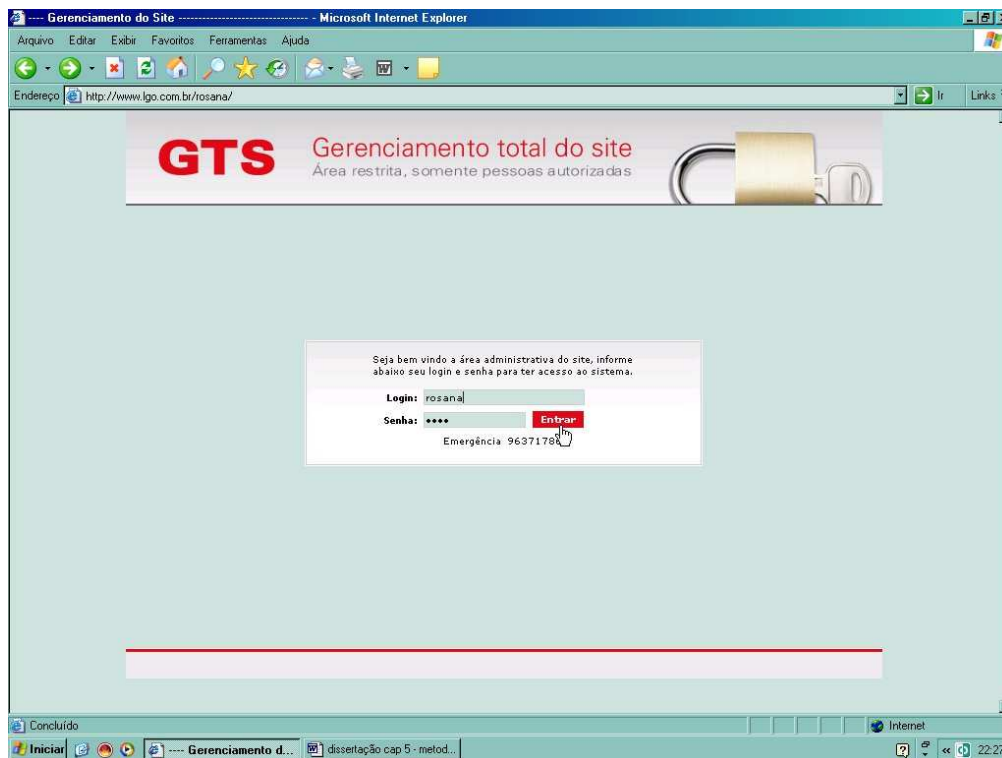 ---- Gerenciamento do Site --------------------------------- - Microsoft Internet Explorer
Arquivo Editar Exibir Favoritos Ferramentas Ajuda
Endereço http://www.lgo.com.br/rosana/ Ir Links
GTS
Gerenciamento total do site
Área restrita, somente pessoas autorizadas
Seja bem vindo a área administrativa do site, informe
abaixo seu login e senha para ter acesso ao sistema.
Login: rosana
Senha: •••• Entrar
Emergência
Concluído Internet
Iniciar ---- Gerenciamento d... dissertação cap 5 - metod... 22:27